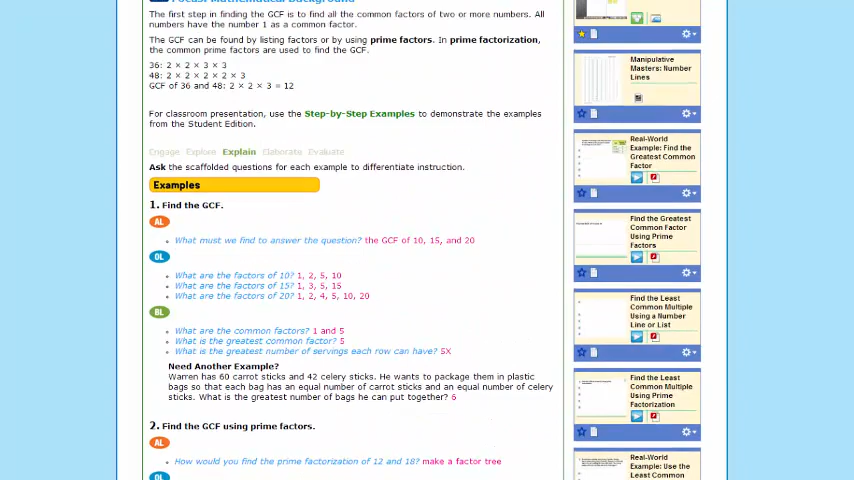 Focus: Mathematical Background
The first step in finding the GCF is to find all the common factors of two or more numbers. All
numbers have the number 1 as a common factor.
The GCF can be found by listing factors or by using prime factors. In prime factorization,
the common prime factors are used to find the GCF.
36: 2 × 2 × 3 × 3
48: 2 × 2 × 2 × 2 × 3
GCF of 36 and 48: 2 × 2 × 3 = 12
For classroom presentation, use the Step-by-Step Examples to demonstrate the examples
from the Student Edition.
Engage Explore Explain Elaborate Evaluate
Ask the scaffolded questions for each example to differentiate instruction.
Examples
1. Find the GCF.
AL
• What must we find to answer the question? the GCF of 10, 15, and 20
OL
• What are the factors of 10? 1, 2, 5, 10
• What are the factors of 15? 1, 3, 5, 15
• What are the factors of 20? 1, 2, 4, 5, 10, 20
BL
• What are the common factors? 1 and 5
• What is the greatest common factor? 5
• What is the greatest number of servings each row can have? 5X
Need Another Example?
Warren has 60 carrot sticks and 42 celery sticks. He wants to package them in plastic
bags so that each bag has an equal number of carrot sticks and an equal number of celery
sticks. What is the greatest number of bags he can put together? 6
2. Find the GCF using prime factors.
AL
• How would you find the prime factorization of 12 and 18? make a factor tree
OL
Manipulative
Masters: Number
Lines
Real-World
Example: Find the
Greatest Common
Factor
Find the Greatest
Common Factor
Using Prime
Factors
Find the Least
Common Multiple
Using a Number
Line or List
Find the Least
Common Multiple
Using Prime
Factorization
Real-World
Example: Use the
Least Common